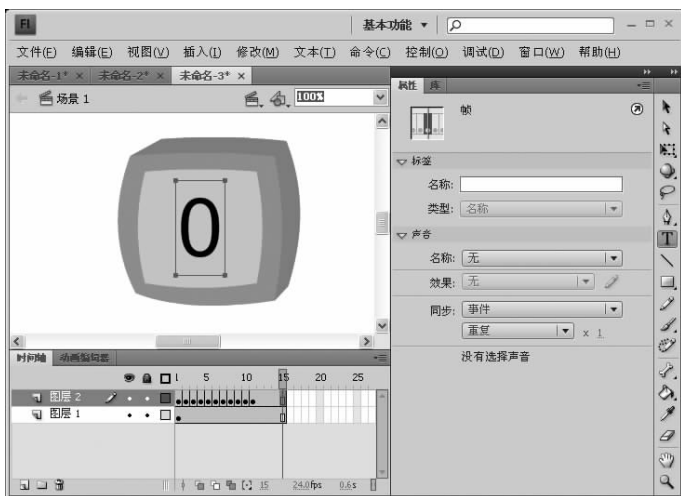 FL
基本功能
文件(F) 编辑(E) 视图(V) 插入(I) 修改(M) 文本(T) 命令(C) 控制(O) 调试(D) 窗口(W) 帮助(H)
未命名-1* × 未命名-2* × 未命名-3* ×
场景 1
100%
0
属性 库
帧
标签
名称:
类型: 名称
声音
名称: 无
效果: 无
同步: 事件
重复 x 1
没有选择声音
时间轴 动画编辑器
1 5 10 15 20 25
图层 2
图层 1
15 24.0fps 0.6s